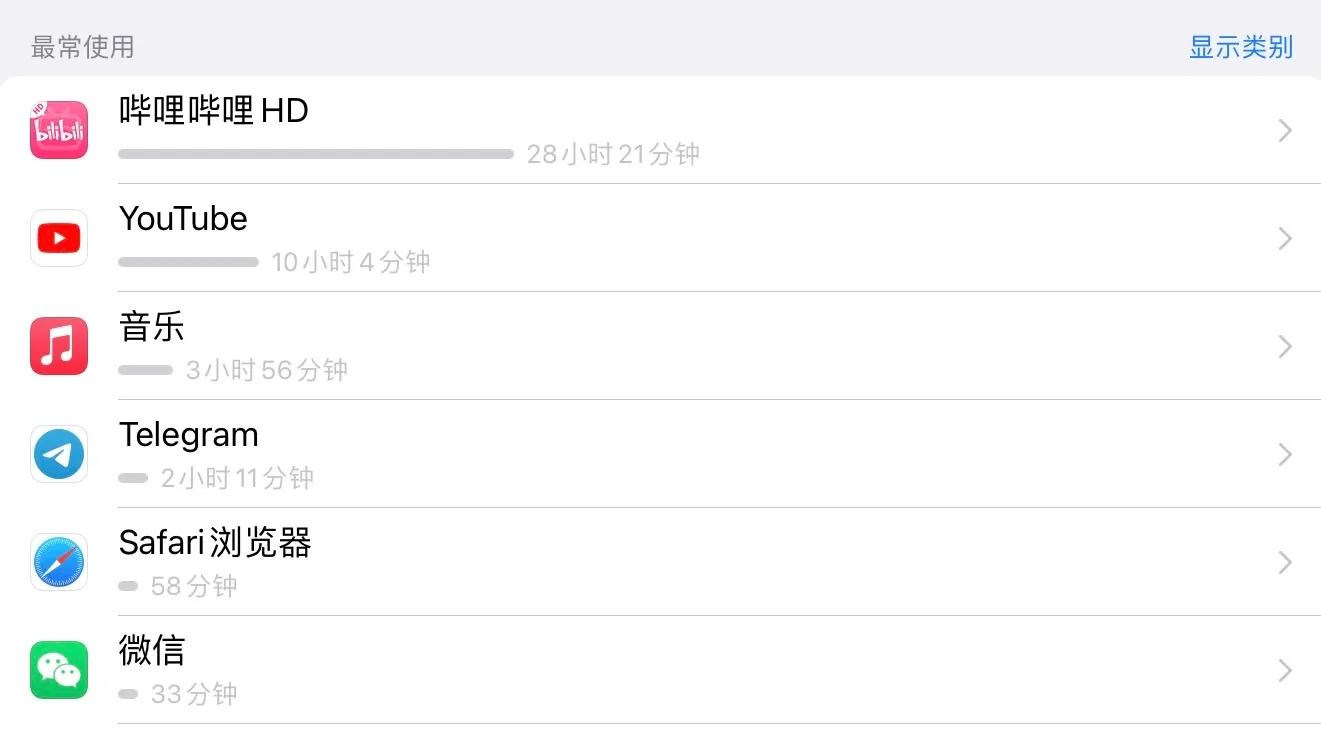 最常使用 显示类别
HD
bilibili
哔哩哔哩HD
28小时21分钟
YouTube
10小时4分钟
音乐
3小时56分钟
Telegram
2小时11分钟
Safari浏览器
58分钟
微信
33分钟